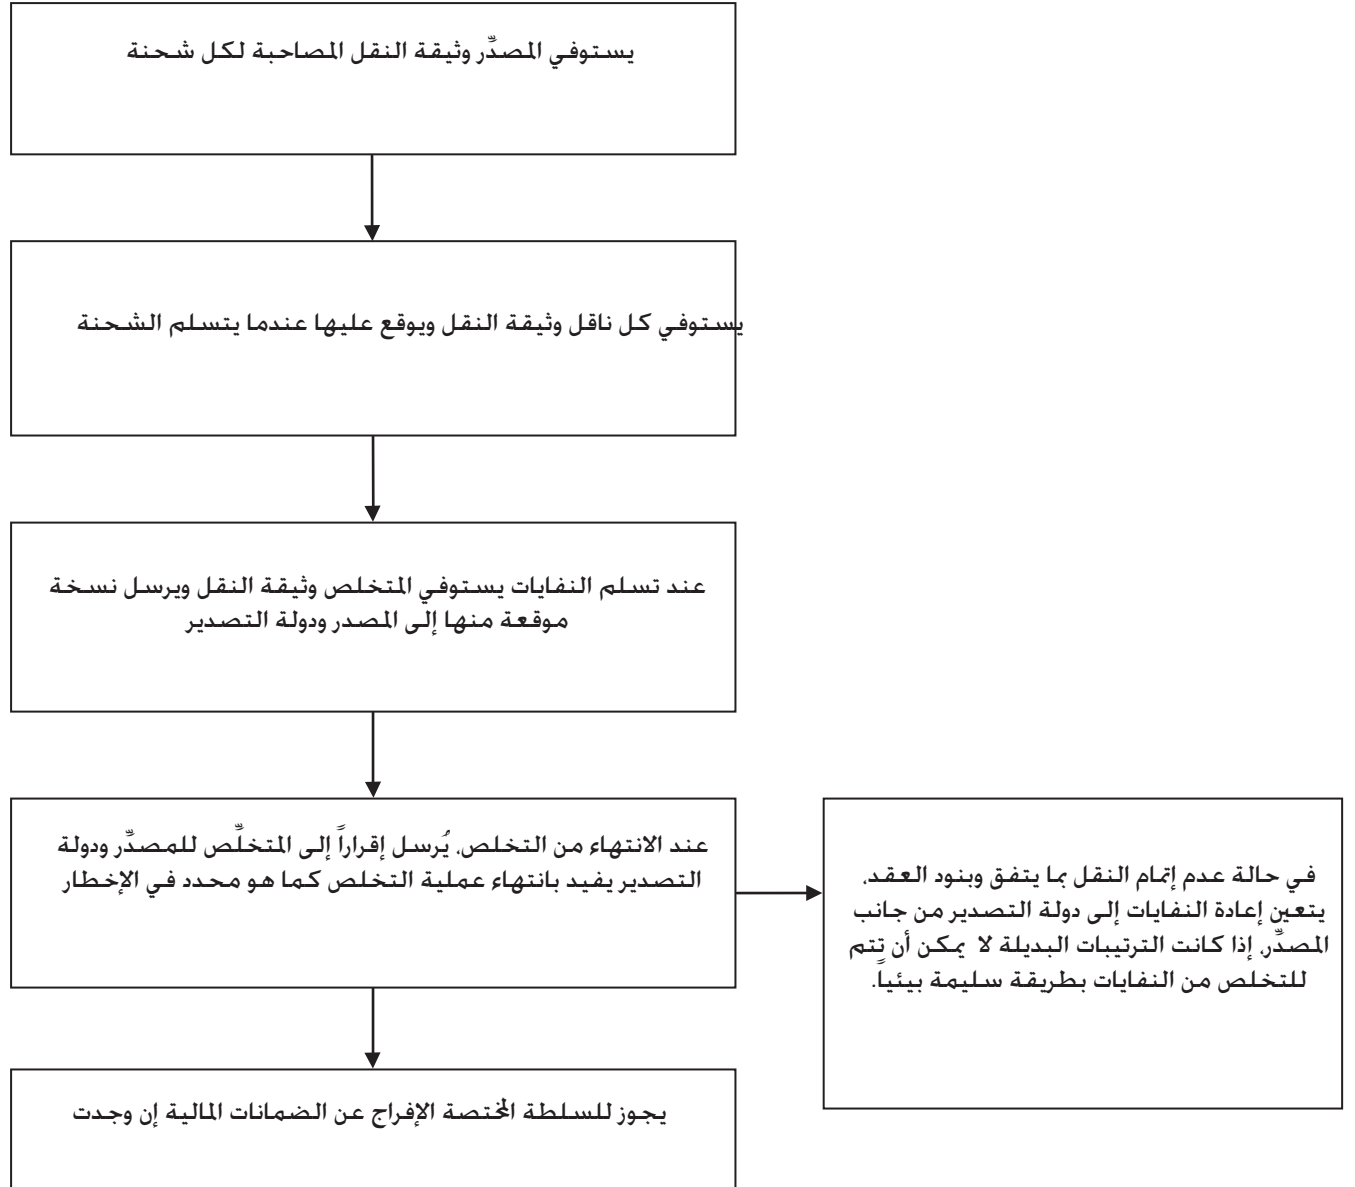 يستوفي المصدِّر وثيقة النقل المصاحبة لكل شحنة
يستوفي كل ناقل وثيقة النقل ويوقع عليها عندما يتسلم الشحنة
عند تسلم النفايات يستوفي المتخلص وثيقة النقل ويرسل نسخة
موقعة منها إلى المصدر ودولة التصدير
عند الانتهاء من التخلص، يُرسل إقراراً إلى المتخلِّص للمصدِّر ودولة
التصدير يفيد بانتهاء عملية التخلص كما هو محدد في الإخطار
في حالة عدم إتمام النقل بما يتفق وبنود العقد،
يتعين إعادة النفايات إلى دولة التصدير من جانب
المصدِّر، إذا كانت الترتيبات البديلة لا يمكن أن تتم
للتخلص من النفايات بطريقة سليمة بيئياً.
يجوز للسلطة المختصة الإفراج عن الضمانات المالية إن وجدت